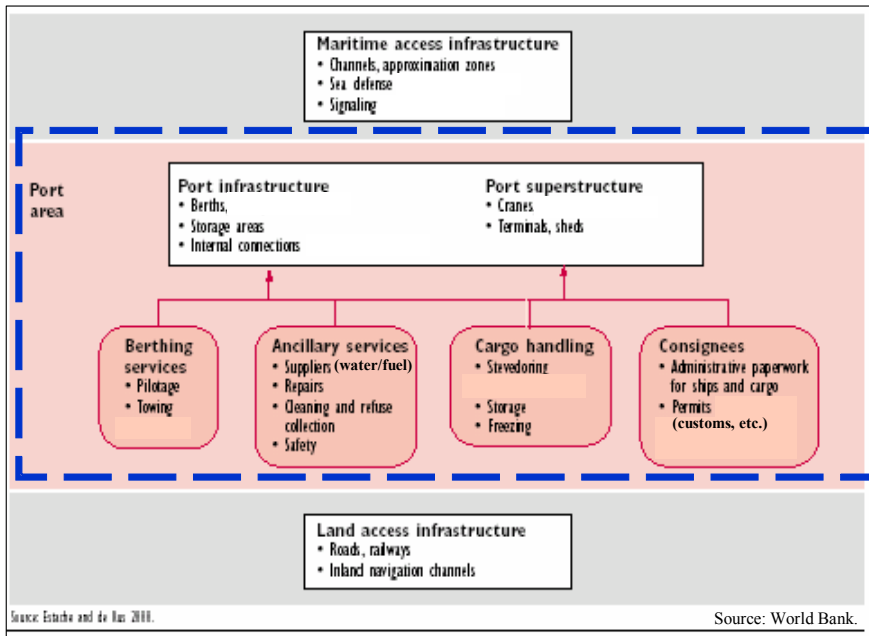 Maritime access infrastructure
• Channels, approximation zones
• Sea defense
• Signaling
Port
area
Port infrastructure
• Berths,
• Storage areas
• Internal connections
Port superstructure
• Cranes
• Terminals, sheds
Berthing
services
• Pilotage
• Towing
Ancillary services
• Suppliers (water/fuel)
• Repairs
• Cleaning and refuse
collection
• Safety
Cargo handling
• Stevedoring
• Storage
• Freezing
Consignees
• Administrative paperwork
for ships and cargo
• Permits
(customs, etc.)
Land access infrastructure
• Roads, railways
• Inland navigation channels
Source: Estache and de Rus 2000.
Source: World Bank.